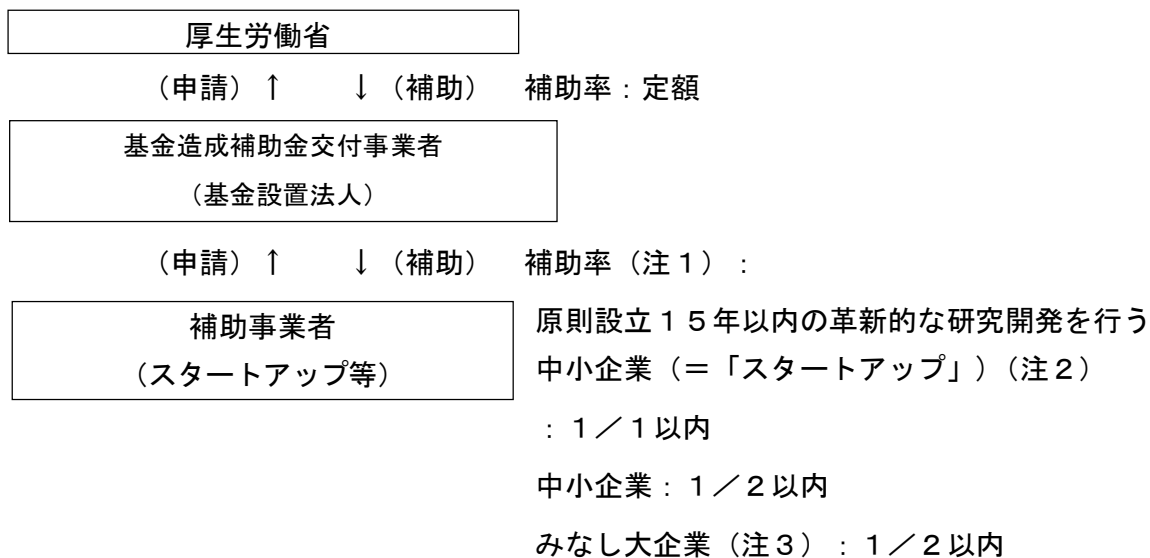 厚生労働省
（申請）↑　　↓（補助）　補助率：定額
基金造成補助金交付事業者
（基金設置法人）
（申請）↑　　↓（補助）　補助率（注１）：
補助事業者
（スタートアップ等）
原則設立１５年以内の革新的な研究開発を行う
中小企業（＝「スタートアップ」）（注２）
：１／１以内
中小企業：１／２以内
みなし大企業（注３）：１／２以内